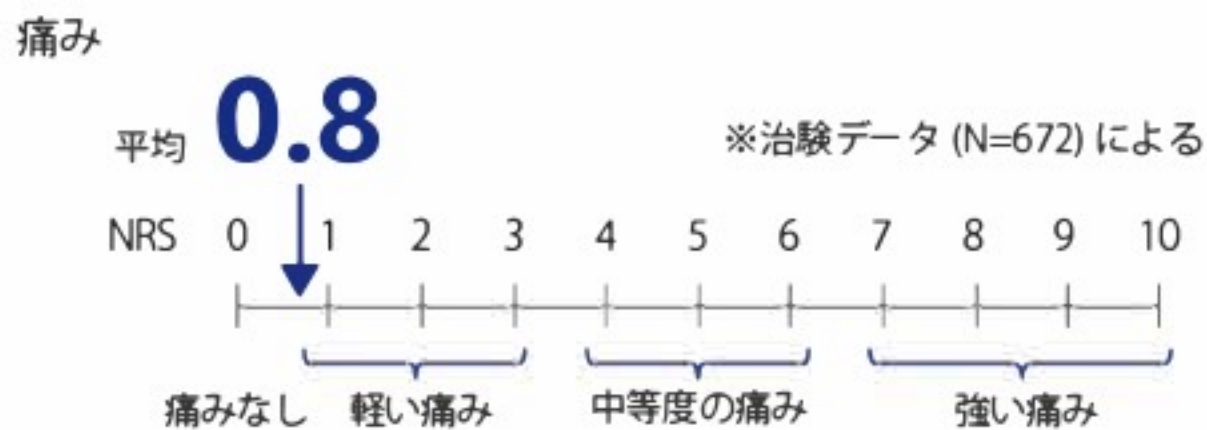 痛み
平均 0.8
※治験データ (N=672) による
NRS 0 1 2 3 4 5 6 7 8 9 10
痛みなし 軽い痛み 中等度の痛み 強い痛み